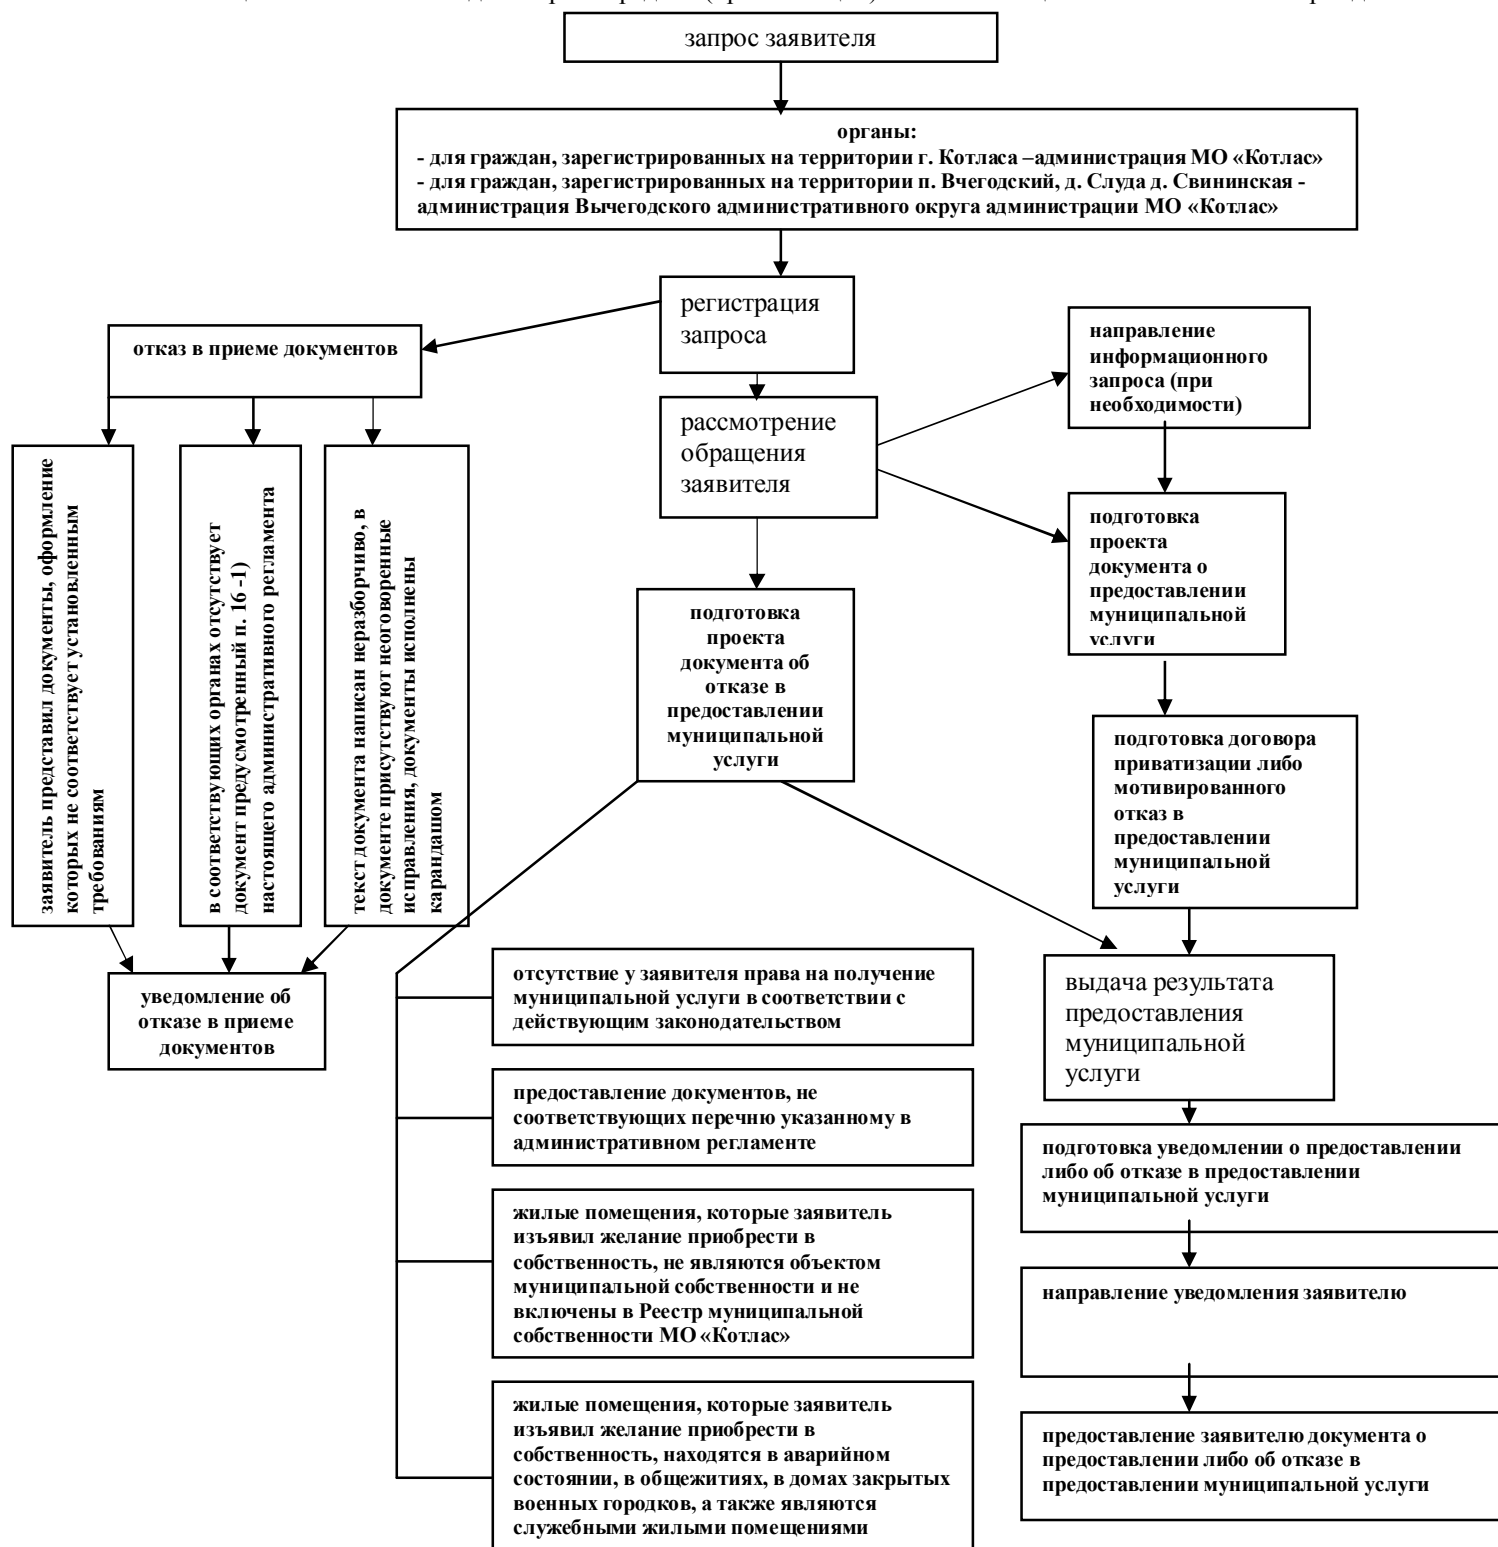 запрос заявителя
органы:
- для граждан, зарегистрированных на территории г. Котласа –администрация МО «Котлас»
- для граждан, зарегистрированных на территории п. Вчегодский, д. Слуда д. Свининская -
администрация Вычегодского административного округа администрации МО «Котлас»
регистрация
запроса
отказ в приеме документов
направление
информационного
запроса (при
необходимости)
рассмотрение
обращения
заявителя
заявитель представил документы, оформление
которых не соответствует установленным
требованиям
в соответствующих органах отсутствует
документ предусмотренный п. 16 -1)
настоящего административного регламента
текст документа написан неразборчиво, в
документе присутствуют неоговоренные
исправления, документы исполнены
карандашом
подготовка
проекта
документа о
предоставлении
муниципальной
услуги
подготовка
проекта
документа об
отказе в
предоставлении
муниципальной
услуги
подготовка договора
приватизации либо
мотивированного
отказ в
предоставлении
муниципальной
услуги
уведомление об
отказе в приеме
документов
отсутствие у заявителя права на получение
муниципальной услуги в соответствии с
действующим законодательством
выдача результата
предоставления
муниципальной
услуги
предоставление документов, не
соответствующих перечню указанному в
административном регламенте
подготовка уведомлении о предоставлении
либо об отказе в предоставлении
муниципальной услуги
жилые помещения, которые заявитель
изъявил желание приобрести в
собственность, не являются объектом
муниципальной собственности и не
включены в Реестр муниципальной
собственности МО «Котлас»
направление уведомления заявителю
жилые помещения, которые заявитель
изъявил желание приобрести в
собственность, находятся в аварийном
состоянии, в общежитиях, в домах закрытых
военных городков, а также являются
служебными жилыми помещениями
предоставление заявителю документа о
предоставлении либо об отказе в
предоставлении муниципальной услуги